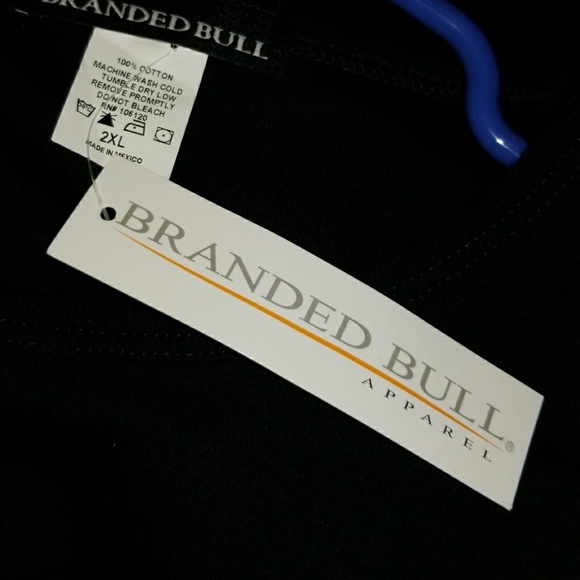 BRANDED BULL
100% COTTON
MACHINE WASH COLD
TUMBLE DRY LOW
REMOVE PROMPTLY
DO NOT BLEACH
RN# 106120
2XL
MADE IN MEXICO
BRANDED BULL®
APPAREL